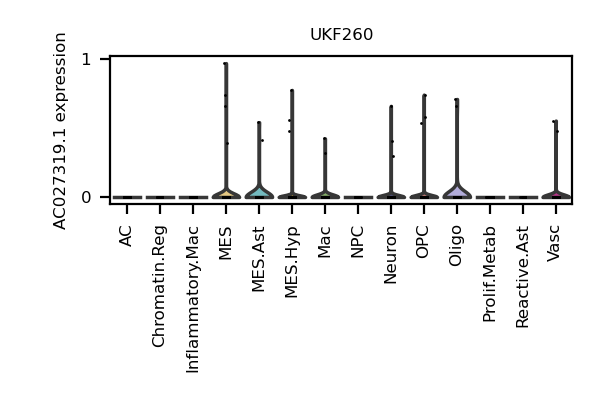 UKF260
AC027319.1 expression
1
0
AC
Chromatin.Reg
Inflammatory.Mac
MES
MES.Ast
MES.Hyp
Mac
NPC
Neuron
OPC
Oligo
Prolif.Metab
Reactive.Ast
Vasc